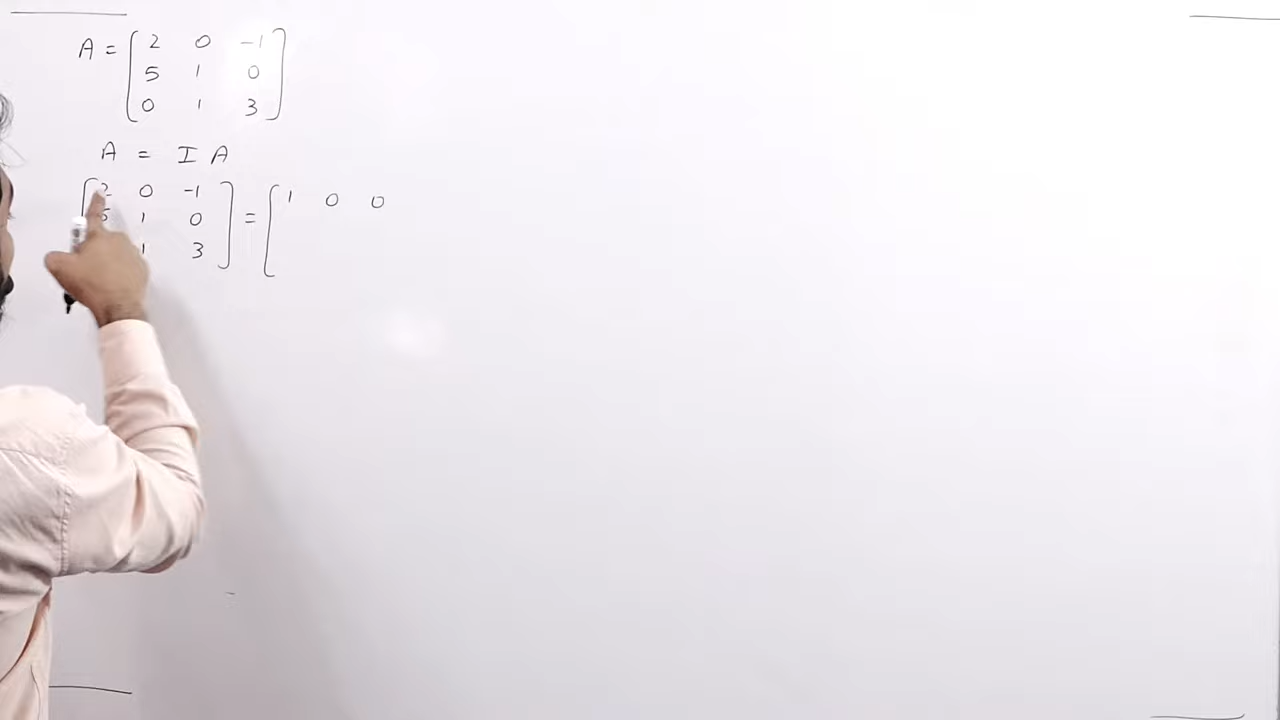 A = [ 2 0 -1
5 1 0
0 1 3 ]
A = I A
[ 2 0 -1 ] = [ 1 0 0
5 1 0
1 3